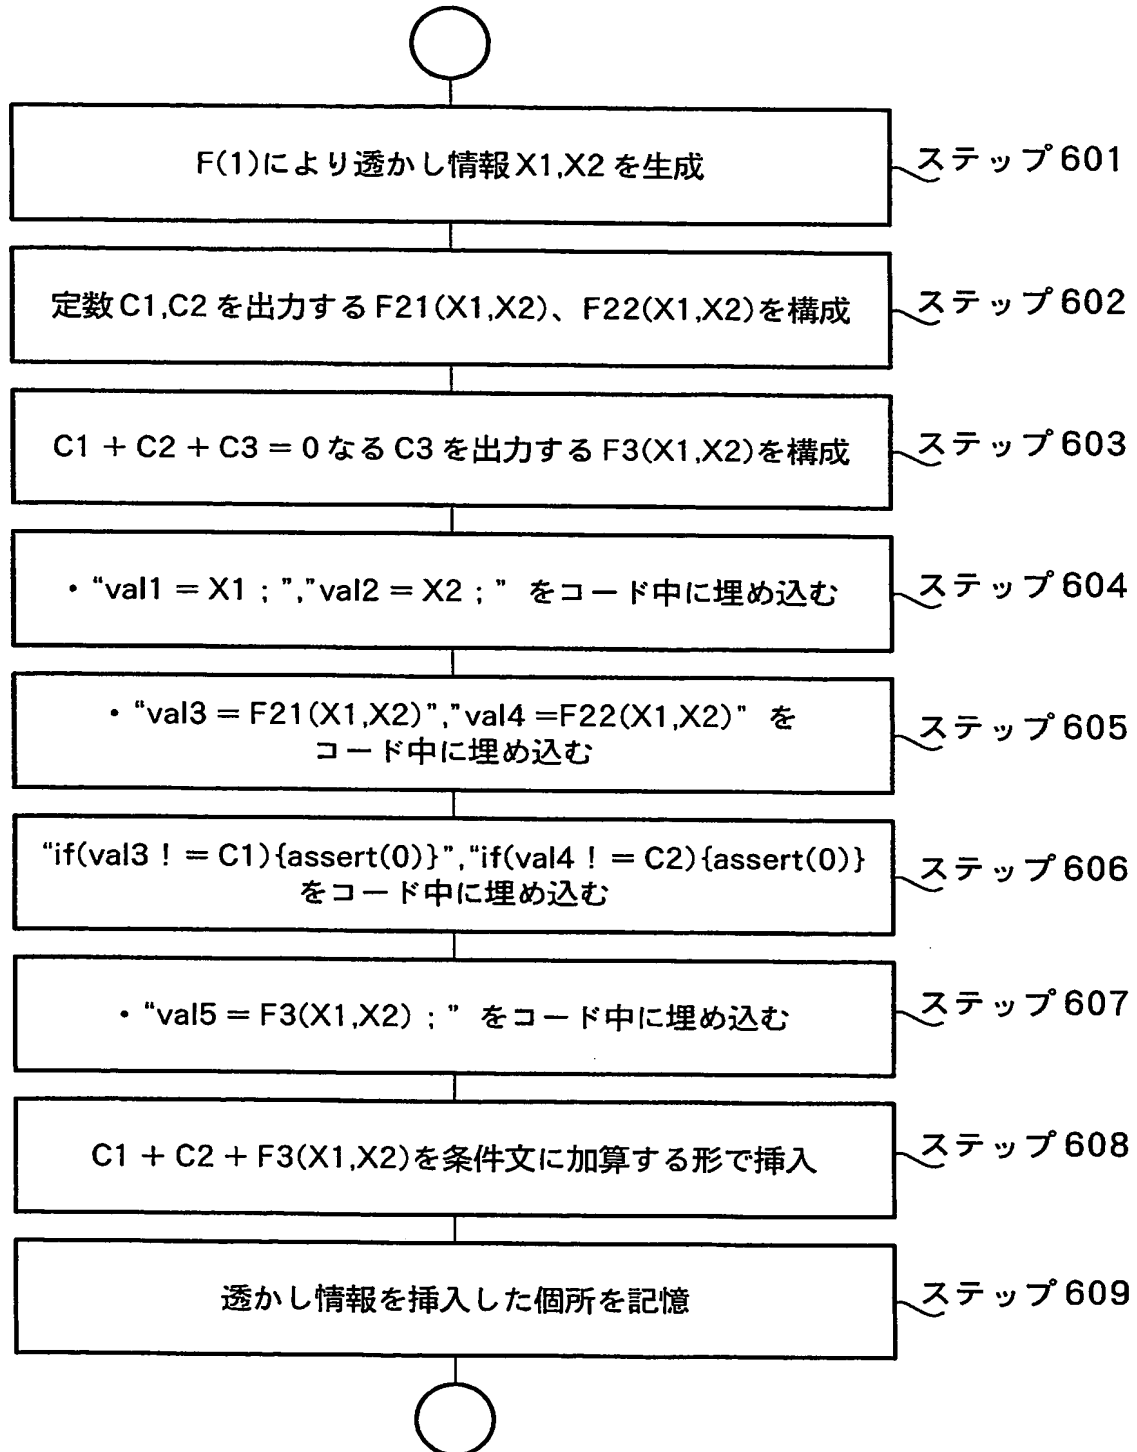 F(1)により透かし情報X1,X2を生成
ステップ601
定数C1,C2を出力するF21(X1,X2)、F22(X1,X2)を構成
ステップ602
C1 + C2 + C3 = 0なるC3を出力するF3(X1,X2)を構成
ステップ603
・“val1 = X1 ; ”,”val2 = X2 ; ” をコード中に埋め込む
ステップ604
・“val3 = F21(X1,X2)”,”val4 =F22(X1,X2)” を
コード中に埋め込む
ステップ605
“if(val3 ! = C1){assert(0)}”,“if(val4 ! = C2){assert(0)}
をコード中に埋め込む
ステップ606
・“val5 = F3(X1,X2) ; ” をコード中に埋め込む
ステップ607
C1 + C2 + F3(X1,X2)を条件文に加算する形で挿入
ステップ608
透かし情報を挿入した個所を記憶
ステップ609